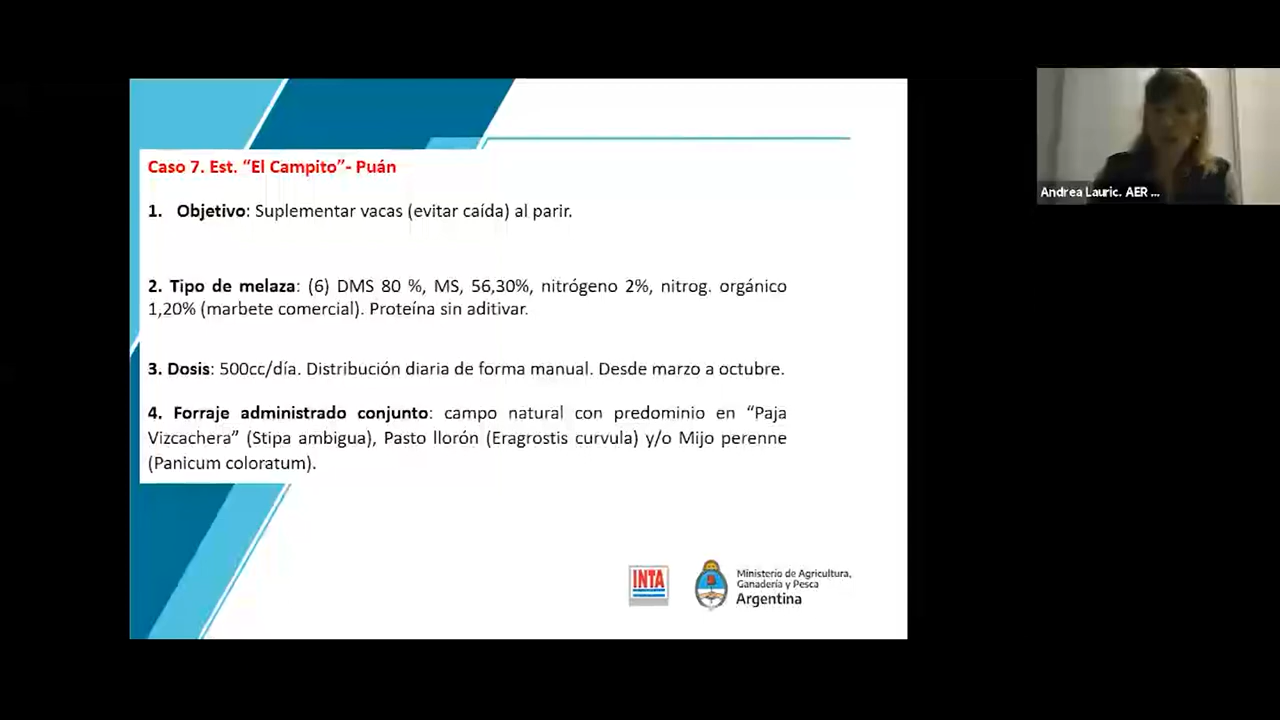 Caso 7. Est. “El Campito”- Puán
1. Objetivo: Suplementar vacas (evitar caída) al parir.
2. Tipo de melaza: (6) DMS 80 %, MS, 56,30%, nitrógeno 2%, nitrog. orgánico
1,20% (marbete comercial). Proteína sin aditivar.
3. Dosis: 500cc/día. Distribución diaria de forma manual. Desde marzo a octubre.
4. Forraje administrado conjunto: campo natural con predominio en “Paja
Vizcachera” (Stipa ambigua), Pasto llorón (Eragrostis curvula) y/o Mijo perenne
(Panicum coloratum).
INTA
Ministerio de Agricultura,
Ganadería y Pesca
Argentina
Andrea Lauric. AER ...